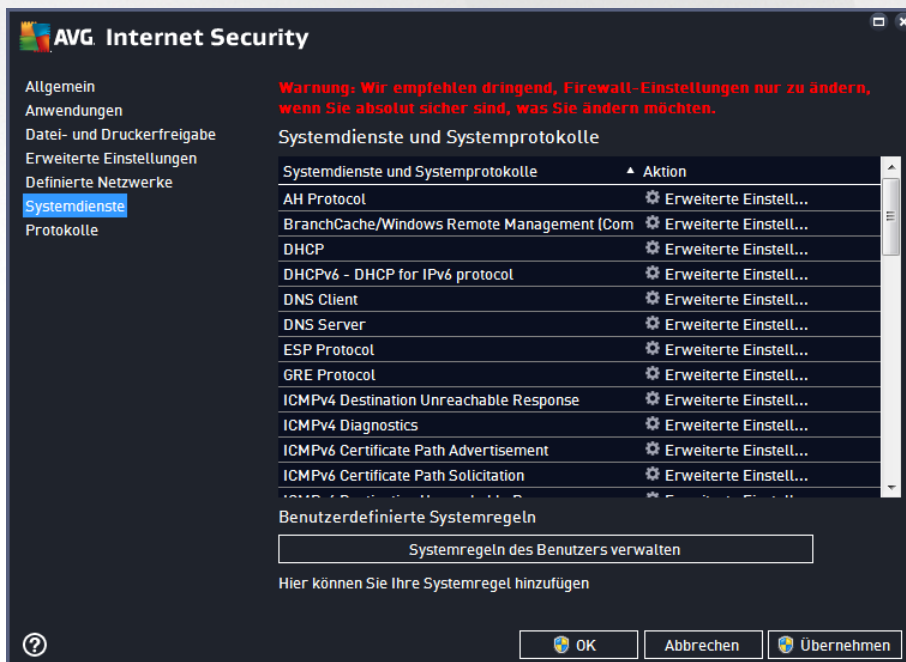 AVG Internet Security
Allgemein
Anwendungen
Datei- und Druckerfreigabe
Erweiterte Einstellungen
Definierte Netzwerke
Systemdienste
Protokolle
Warnung: Wir empfehlen dringend, Firewall-Einstellungen nur zu ändern,
wenn Sie absolut sicher sind, was Sie ändern möchten.
Systemdienste und Systemprotokolle
Systemdienste und Systemprotokolle Aktion
AH Protocol Erweiterte Einstell...
BranchCache/Windows Remote Management (Com Erweiterte Einstell...
DHCP Erweiterte Einstell...
DHCPv6 - DHCP for IPv6 protocol Erweiterte Einstell...
DNS Client Erweiterte Einstell...
DNS Server Erweiterte Einstell...
ESP Protocol Erweiterte Einstell...
GRE Protocol Erweiterte Einstell...
ICMPv4 Destination Unreachable Response Erweiterte Einstell...
ICMPv4 Diagnostics Erweiterte Einstell...
ICMPv6 Certificate Path Advertisement Erweiterte Einstell...
ICMPv6 Certificate Path Solicitation Erweiterte Einstell...
Benutzerdefinierte Systemregeln
Systemregeln des Benutzers verwalten
Hier können Sie Ihre Systemregel hinzufügen
OK Abbrechen Übernehmen